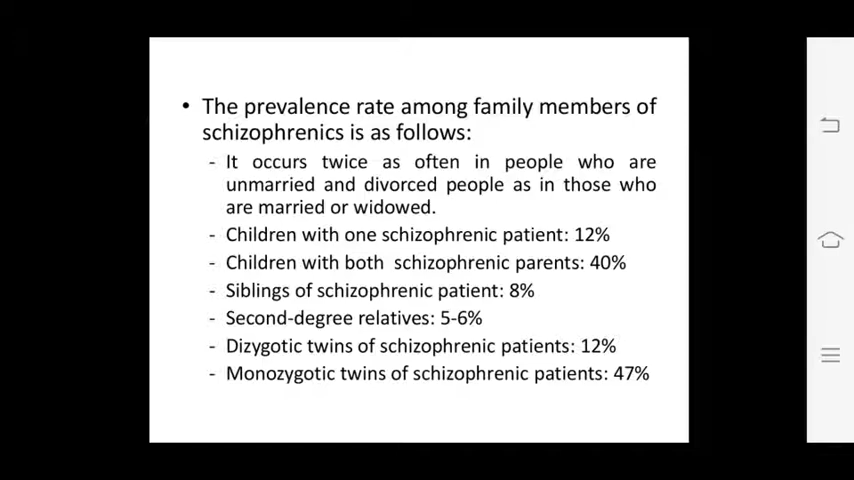 • The prevalence rate among family members of
schizophrenics is as follows:
- It occurs twice as often in people who are
unmarried and divorced people as in those who
are married or widowed.
- Children with one schizophrenic patient: 12%
- Children with both schizophrenic parents: 40%
- Siblings of schizophrenic patient: 8%
- Second-degree relatives: 5-6%
- Dizygotic twins of schizophrenic patients: 12%
- Monozygotic twins of schizophrenic patients: 47%